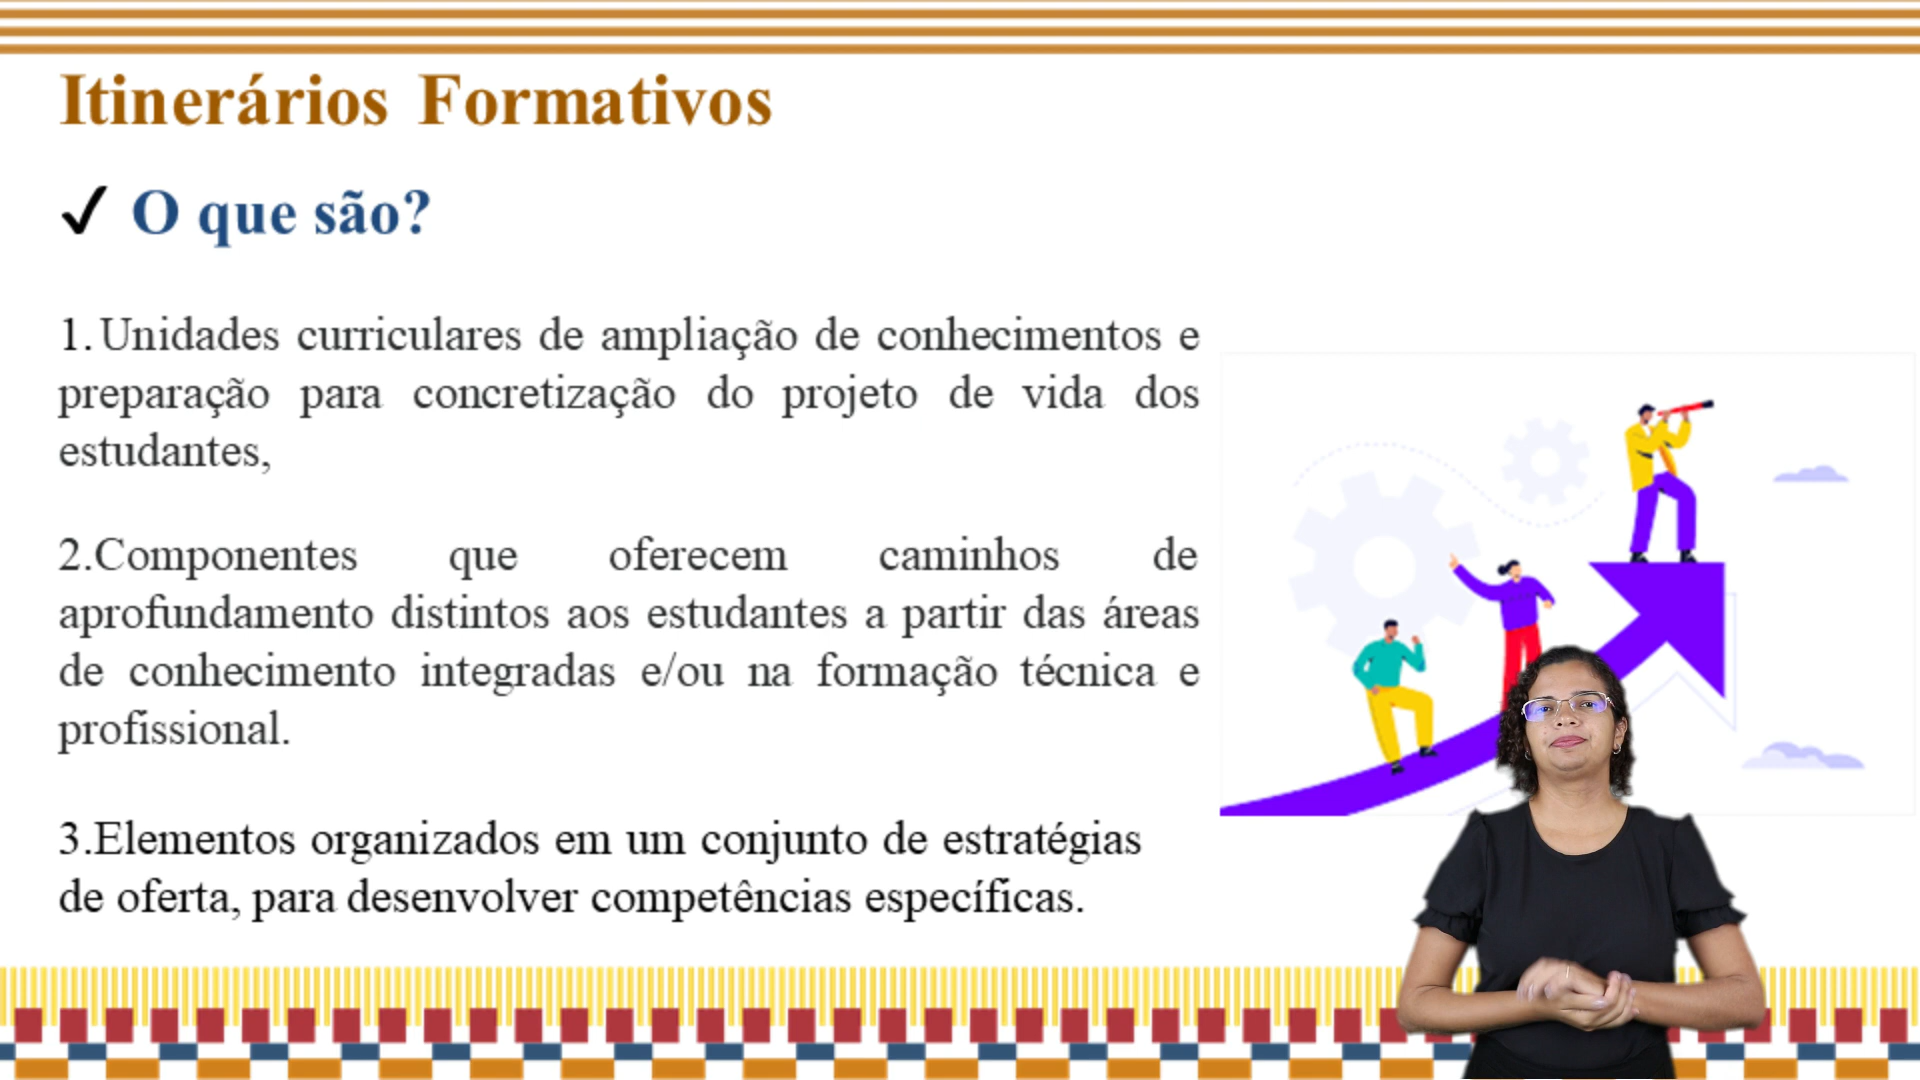 Itinerários Formativos
✓ O que são?
1. Unidades curriculares de ampliação de conhecimentos e
preparação para concretização do projeto de vida dos
estudantes,
2.Componentes que oferecem caminhos de
aprofundamento distintos aos estudantes a partir das áreas
de conhecimento integradas e/ou na formação técnica e
profissional.
3.Elementos organizados em um conjunto de estratégias
de oferta, para desenvolver competências específicas.